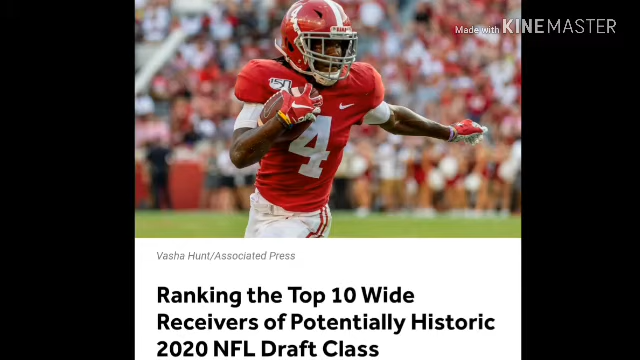 Made with KINEMASTER
150
4
Vasha Hunt/Associated Press
Ranking the Top 10 Wide
Receivers of Potentially Historic
2020 NFL Draft Class